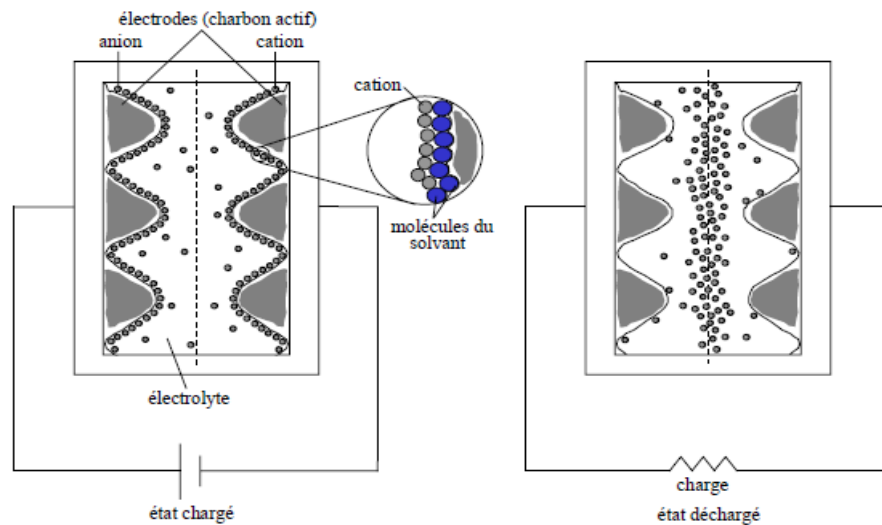 électrodes (charbon actif)
anion
cation
cation
molécules du
solvant
électrolyte
état chargé
charge
état déchargé